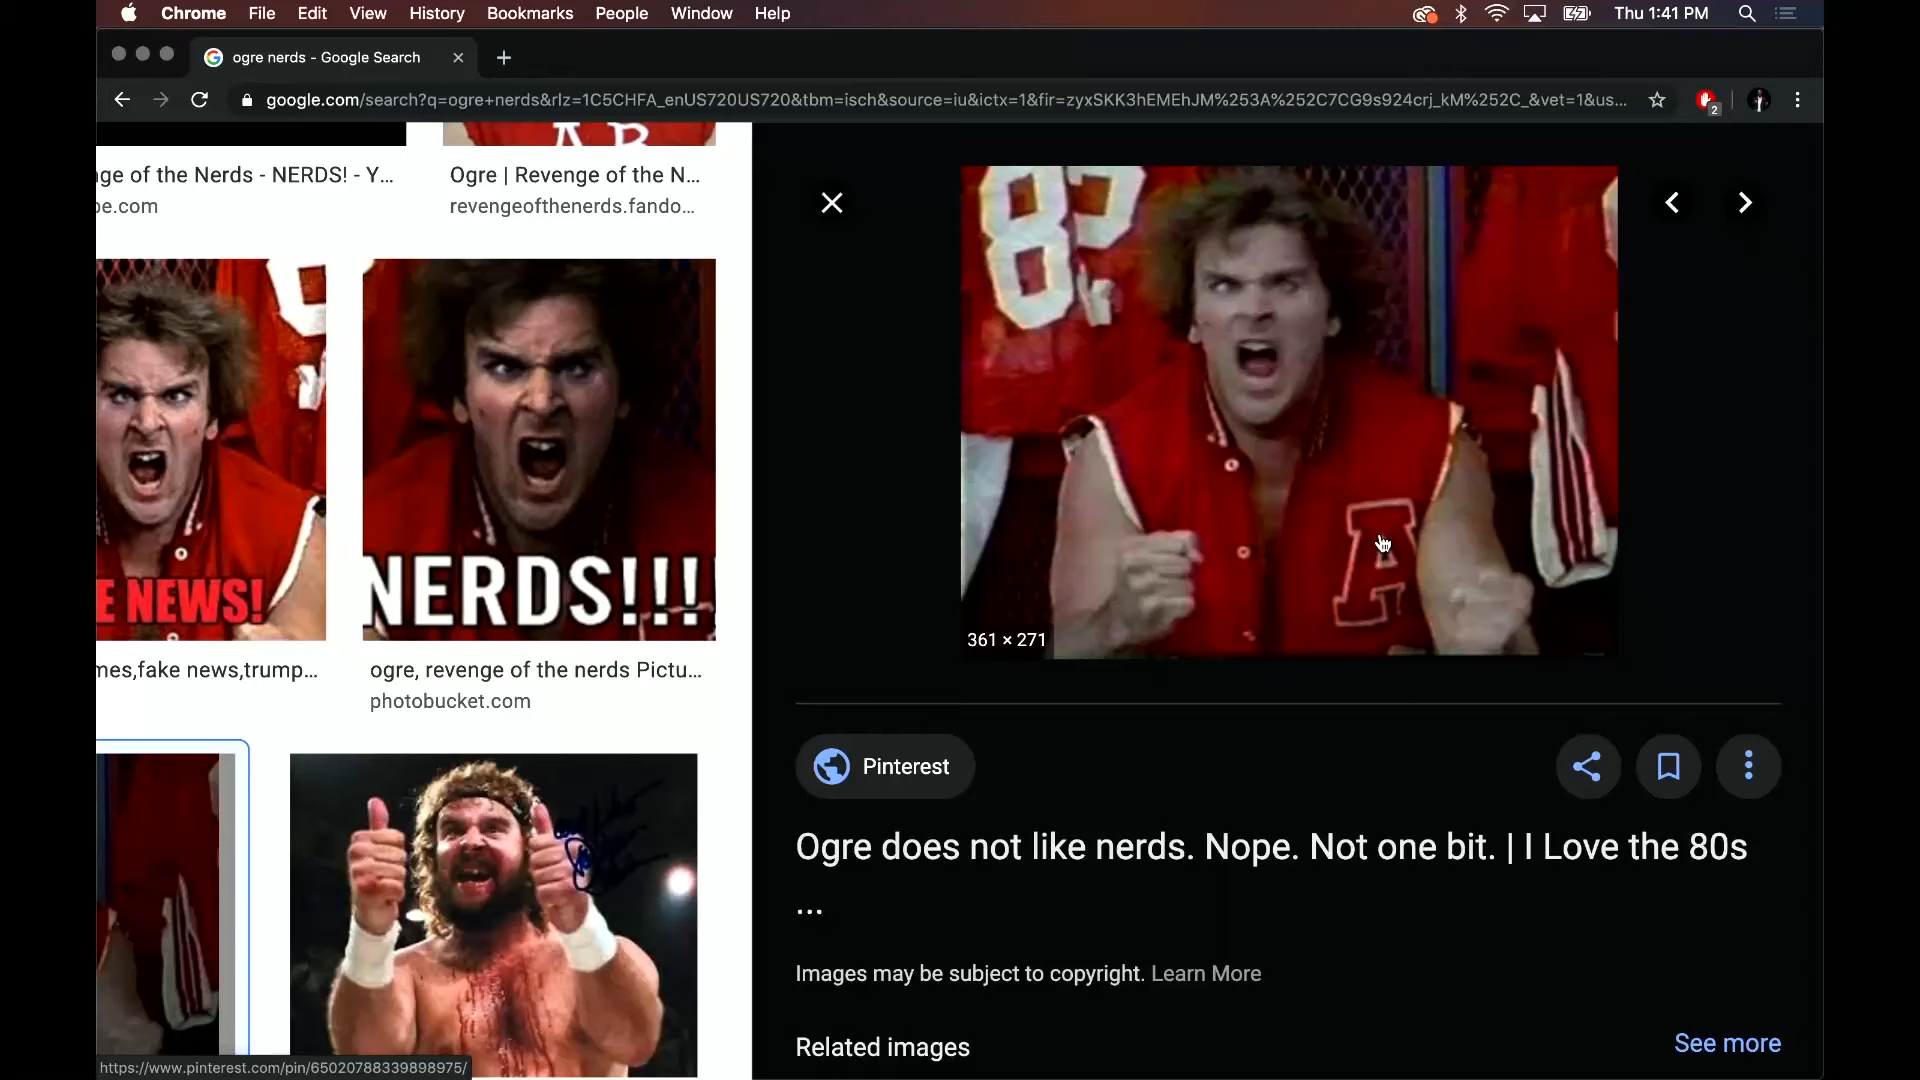 Chrome File Edit View History Bookmarks People Window Help
Thu 1:41 PM
ogre nerds - Google Search
google.com/search?q=ogre+nerds&rlz=1C5CHFA_enUS720US720&tbm=isch&source=iu&ictx=1&fir=zyxSKK3hEMEhJM%253A%252C7CG9s924crj_kM%252C_&vet=1&us...
2
A B
nge of the Nerds - NERDS! - Y...
be.com
Ogre | Revenge of the N...
revengeofthenerds.fando...
E NEWS!
NERDS!!!
mes,fake news,trump...
ogre, revenge of the nerds Pictu...
photobucket.com
https://www.pinterest.com/pin/65020788339898975/
A
361 × 271
Pinterest
Ogre does not like nerds. Nope. Not one bit. | I Love the 80s
...
Images may be subject to copyright. Learn More
Related images
See more